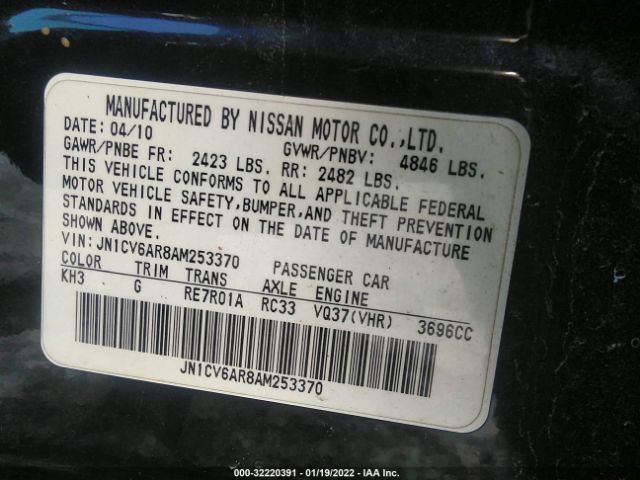 MANUFACTURED BY NISSAN MOTOR CO.,LTD.
DATE: 04/10 GVWR/PNBV: 4846 LBS.
GAWR/PNBE FR: 2423 LBS. RR: 2482 LBS.
THIS VEHICLE CONFORMS TO ALL APPLICABLE FEDERAL
MOTOR VEHICLE SAFETY,BUMPER,AND THEFT PREVENTION
STANDARDS IN EFFECT ON THE DATE OF MANUFACTURE
SHOWN ABOVE.
VIN: JN1CV6AR8AM253370 PASSENGER CAR
COLOR TRIM TRANS AXLE ENGINE
KH3 G RE7R01A RC33 VQ37(VHR) 3696CC
JN1CV6AR8AM253370
000-32220391 - 01/19/2022 - IAA Inc.